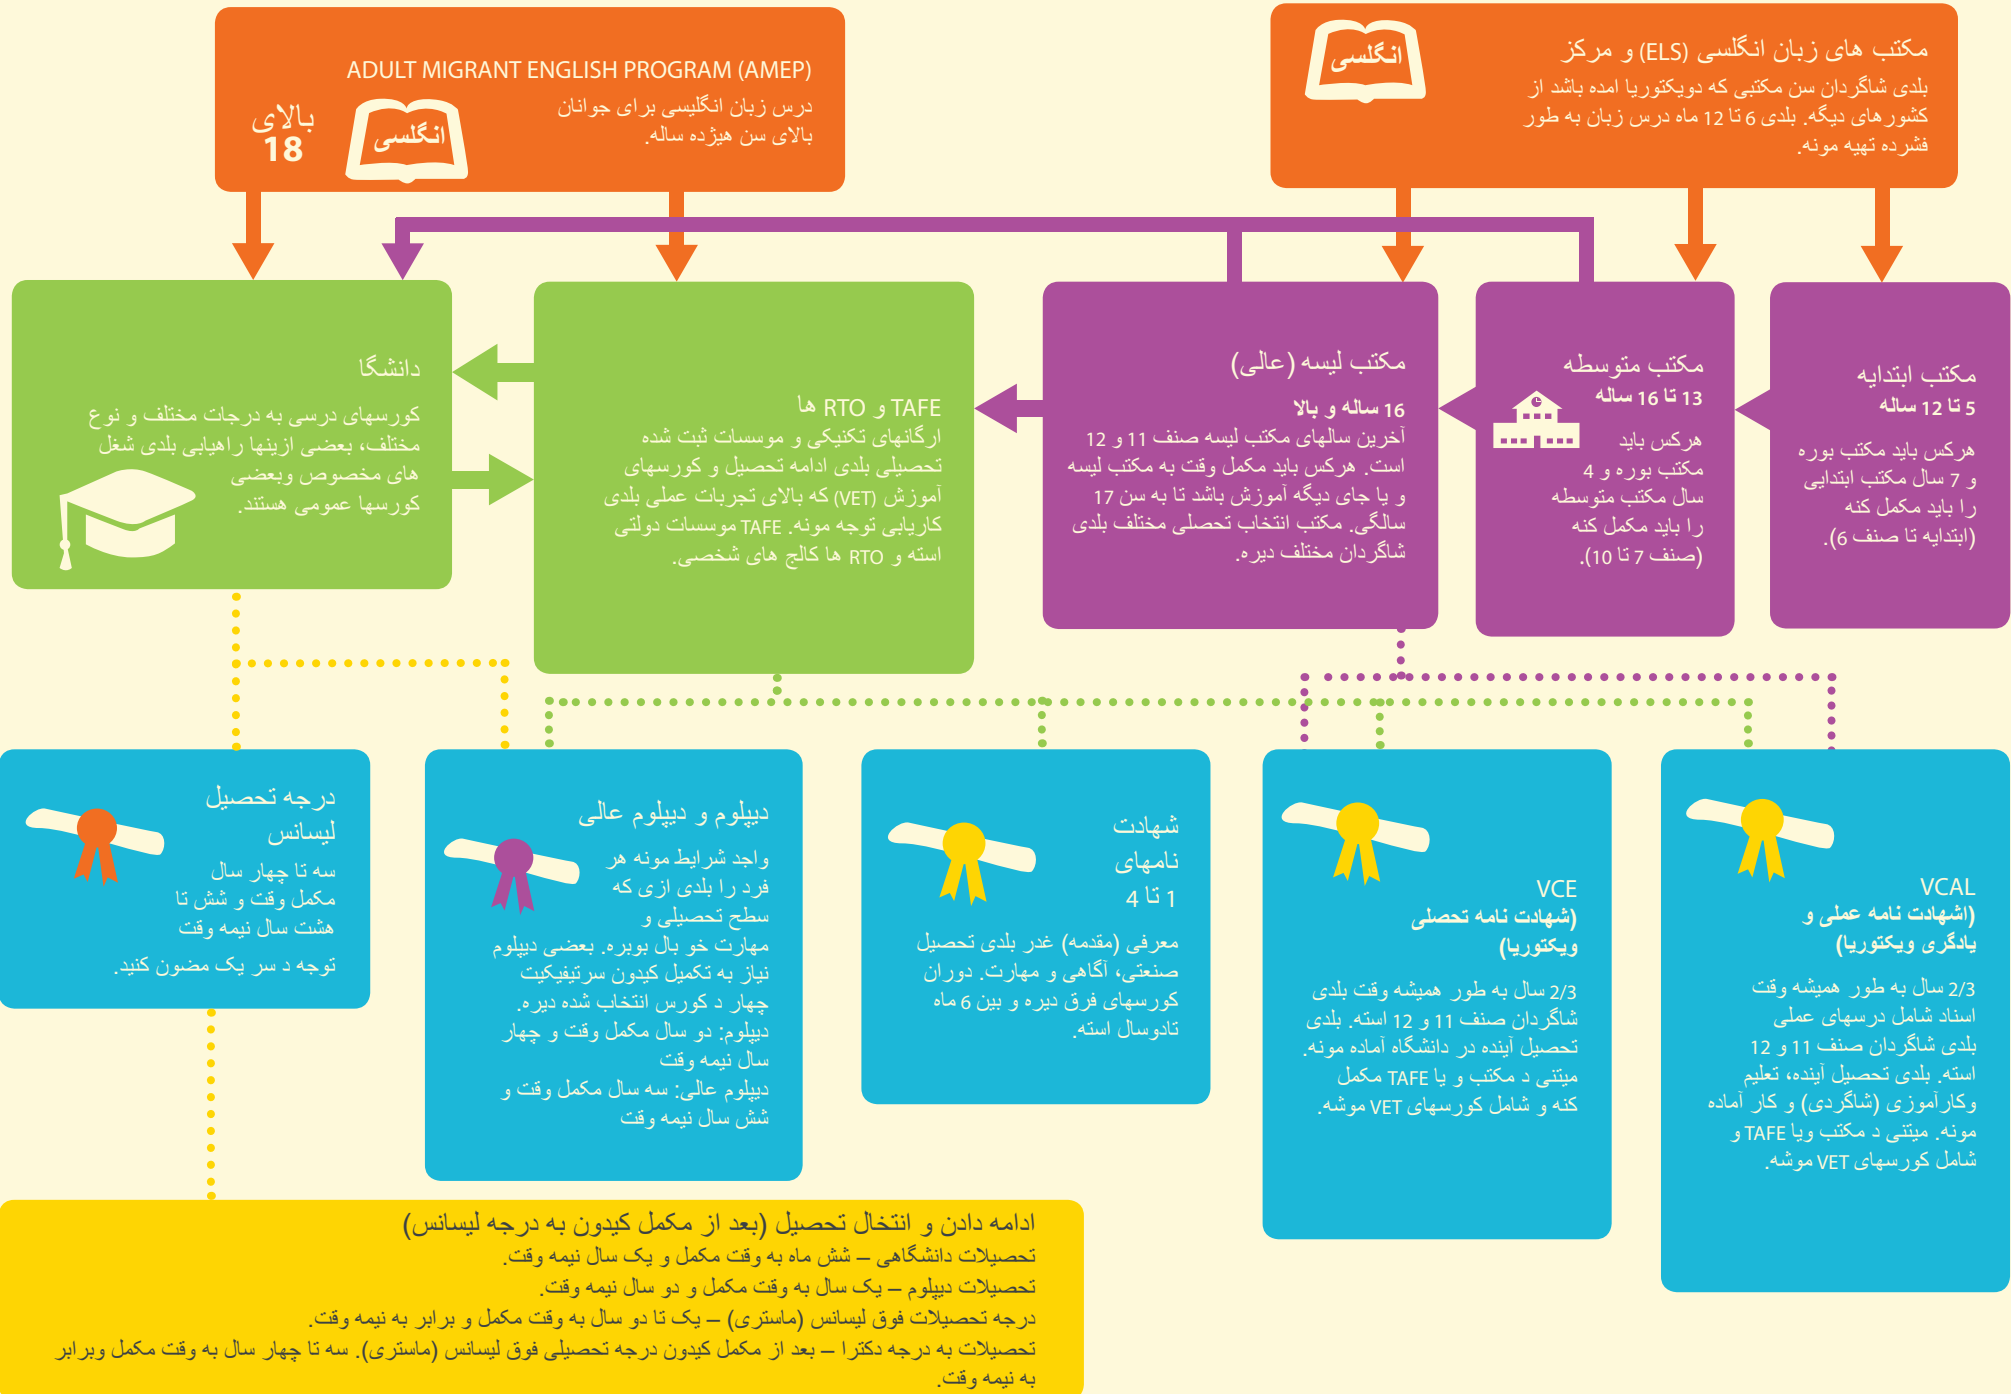 مکتب های زبان انگلسی (ELS) و مرکز
بلدی شاگردان سن مکتبی که دویکتوریا امده باشد از
کشورهای دیگه. بلدی 6 تا 12 ماه درس زبان به طور
فشرده تهیه مونه.
انگلسی
ADULT MIGRANT ENGLISH PROGRAM (AMEP)
درس زبان انگلیسی برای جوانان
بالای سن هیژده ساله.
انگلسی
بالای
18
مکتب ابتدایه
5 تا 12 ساله
هرکس باید مکتب بوره
و 7 سال مکتب ابتدایی
را باید مکمل کنه
(ابتدایه تا صنف 6).
مکتب متوسطه
13 تا 16 ساله
هرکس باید
مکتب بوره و 4
سال مکتب متوسطه
را باید مکمل کنه
(صنف 7 تا 10).
مکتب لیسه (عالی)
16 ساله و بالا
آخرین سالهای مکتب لیسه صنف 11 و 12
است. هرکس باید مکمل وقت به مکتب لیسه
و یا جای دیگه آموزش باشد تا به سن 17
سالگی. مکتب انتخاب تحصلی مختلف بلدی
شاگردان مختلف دیره.
TAFE و RTO ها
ارگانهای تکنیکی و موسسات ثبت شده
تحصیلی بلدی ادامه تحصیل و کورسهای
آموزش (VET) که بالای تجربات عملی بلدی
کاریابی توجه مونه. TAFE موسسات دولتی
استه و RTO ها کالج های شخصی.
دانشگا
کورسهای درسی به درجات مختلف و نوع
مختلف، بعضی ازینها راهیابی بلدی شغل
های مخصوص وبعضی
کورسها عمومی هستند.
VCAL
(اشهادت نامه عملی و
یادگری ویکتوریا)
2/3 سال به طور همیشه وقت
اسناد شامل درسهای عملی
بلدی شاگردان صنف 11 و 12
استه. بلدی تحصیل آینده، تعلیم
وکارآموزی (شاگردی) و کار آماده
مونه. میتنی د مکتب ویا TAFE و
شامل کورسهای VET موشه.
VCE
(شهادت نامه تحصلی
ویکتوریا)
2/3 سال به طور همیشه وقت بلدی
شاگردان صنف 11 و 12 استه. بلدی
تحصیل آینده در دانشگاه آماده مونه.
میتنی د مکتب و یا TAFE مکمل
کنه و شامل کورسهای VET موشه.
شهادت
نامهای
1 تا 4
معرفی (مقدمه) غدر بلدی تحصیل
صنعتی، آگاهی و مهارت. دوران
کورسهای فرق دیره و بین 6 ماه
تادوسال استه.
دیپلوم و دیپلوم عالی
واجد شرایط مونه هر
فرد را بلدی ازی که
سطح تحصیلی و
مهارت خو بال بوبره. بعضی دیپلوم
نیاز به تکمیل کیدون سرتیفیکیت
چهار د کورس انتخاب شده دیره.
دیپلوم: دو سال مکمل وقت و چهار
سال نیمه وقت
دیپلوم عالی: سه سال مکمل وقت و
شش سال نیمه وقت
درجه تحصیل
لیسانس
سه تا چهار سال
مکمل وقت و شش تا
هشت سال نیمه وقت
توجه د سر یک مضون کنید.
ادامه دادن و انتخال تحصیل (بعد از مکمل کیدون به درجه لیسانس)
تحصیلات دانشگاهی – شش ماه به وقت مکمل و یک سال نیمه وقت.
تحصیلات دیپلوم – یک سال به وقت مکمل و دو سال نیمه وقت.
درجه تحصیلات فوق لیسانس (ماستری) – یک تا دو سال به وقت مکمل و برابر به نیمه وقت.
تحصیلات به درجه دکترا – بعد از مکمل کیدون درجه تحصیلی فوق لیسانس (ماستری). سه تا چهار سال به وقت مکمل وبرابر
به نیمه وقت.